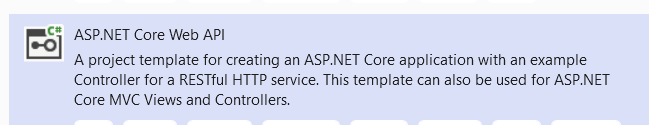 C#
ASP.NET Core Web API
A project template for creating an ASP.NET Core application with an example
Controller for a RESTful HTTP service. This template can also be used for ASP.NET
Core MVC Views and Controllers.